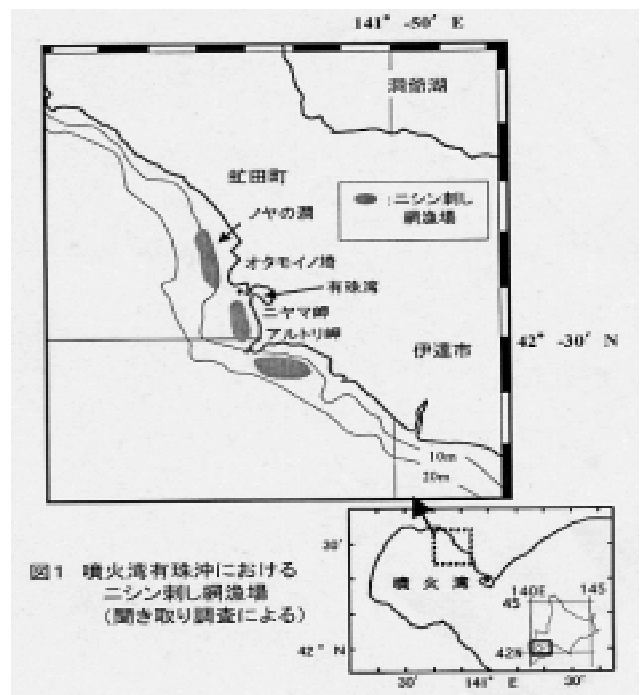 141° -50′ E
洞爺湖
虻田町
ノヤの澗
:ニシン刺し
網漁場
オタモイノ埼
有珠湾
ニヤマ岬
アルトリ岬
伊達市
42° -30′ N
10m
20m
図1 噴火湾有珠沖における
ニシン刺し網漁場
(聞き取り調査による)
30′
噴火湾
140E
145
45
42N
42° N
30′
141° E
30′